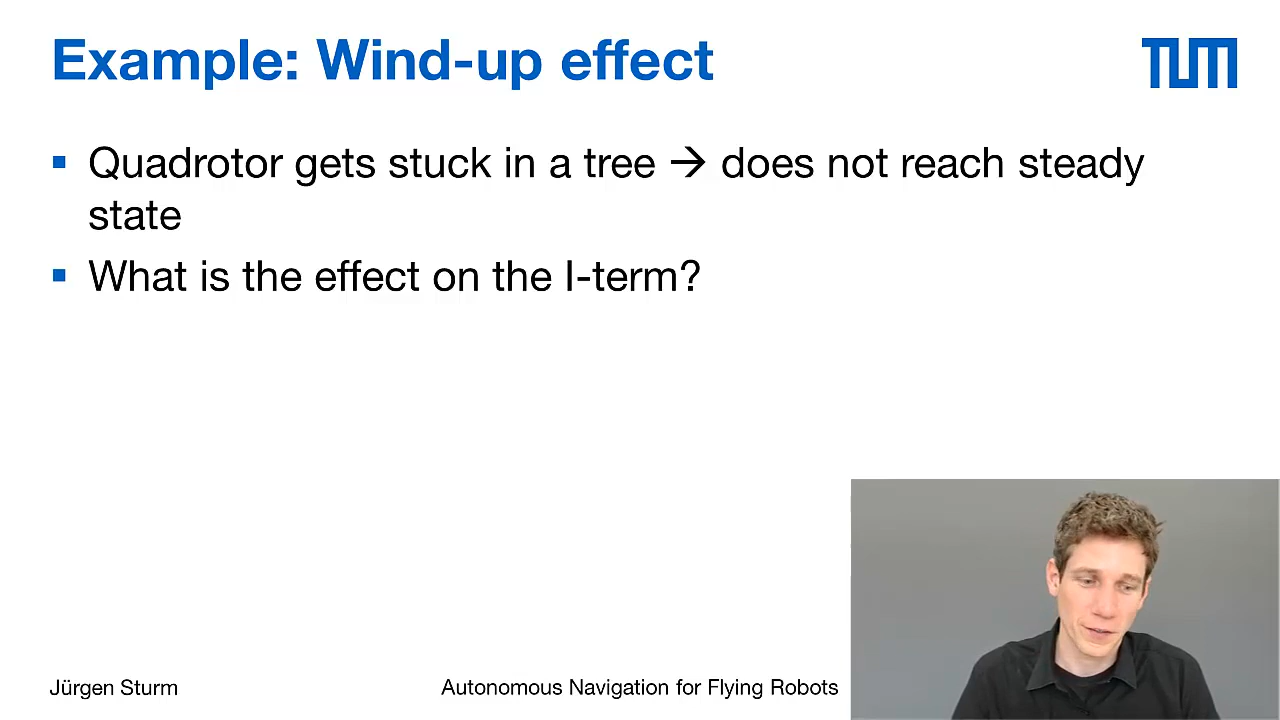 Example: Wind-up effect
TUM
▪ Quadrotor gets stuck in a tree → does not reach steady
state
▪ What is the effect on the I-term?
Jürgen Sturm
Autonomous Navigation for Flying Robots